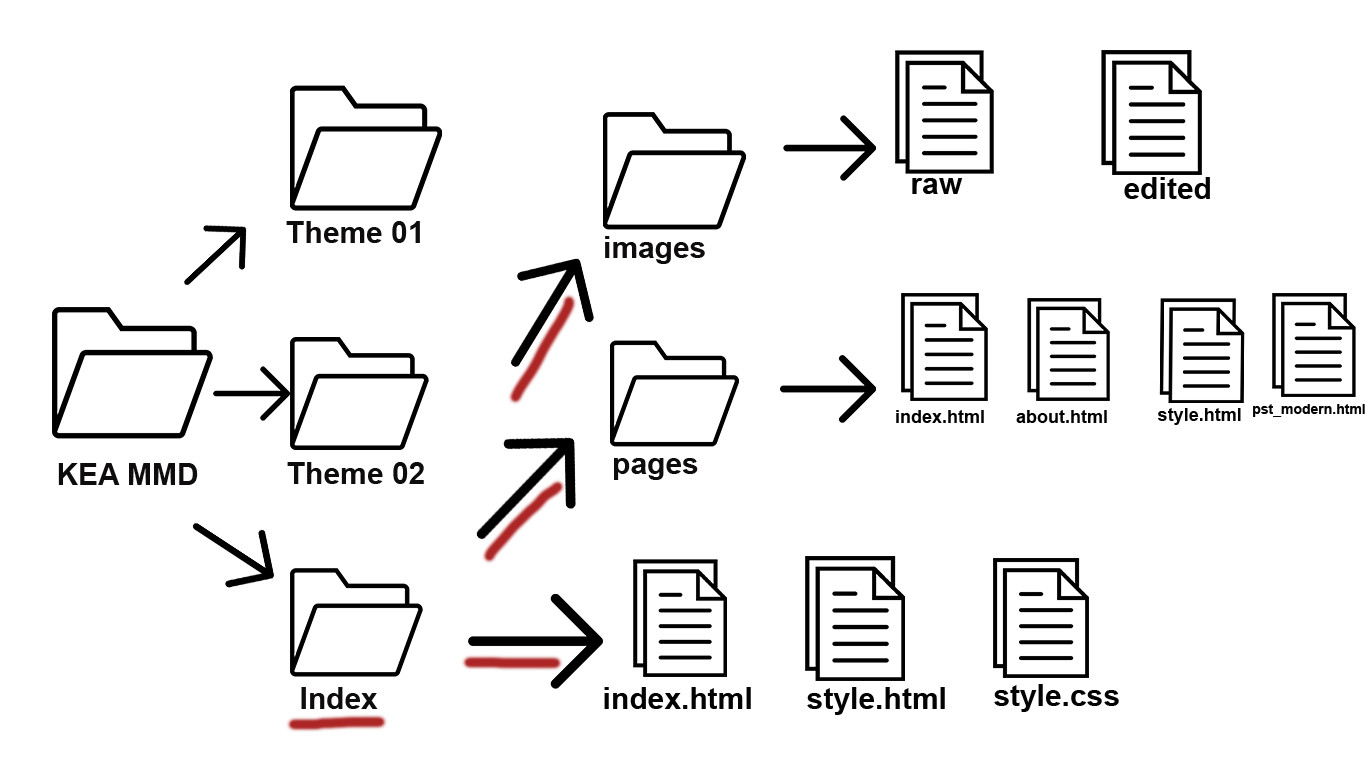 KEA MMD
Theme 01
Theme 02
Index
images
raw
edited
pages
index.html
about.html
style.html
pst_modern.html
index.html
style.html
style.css